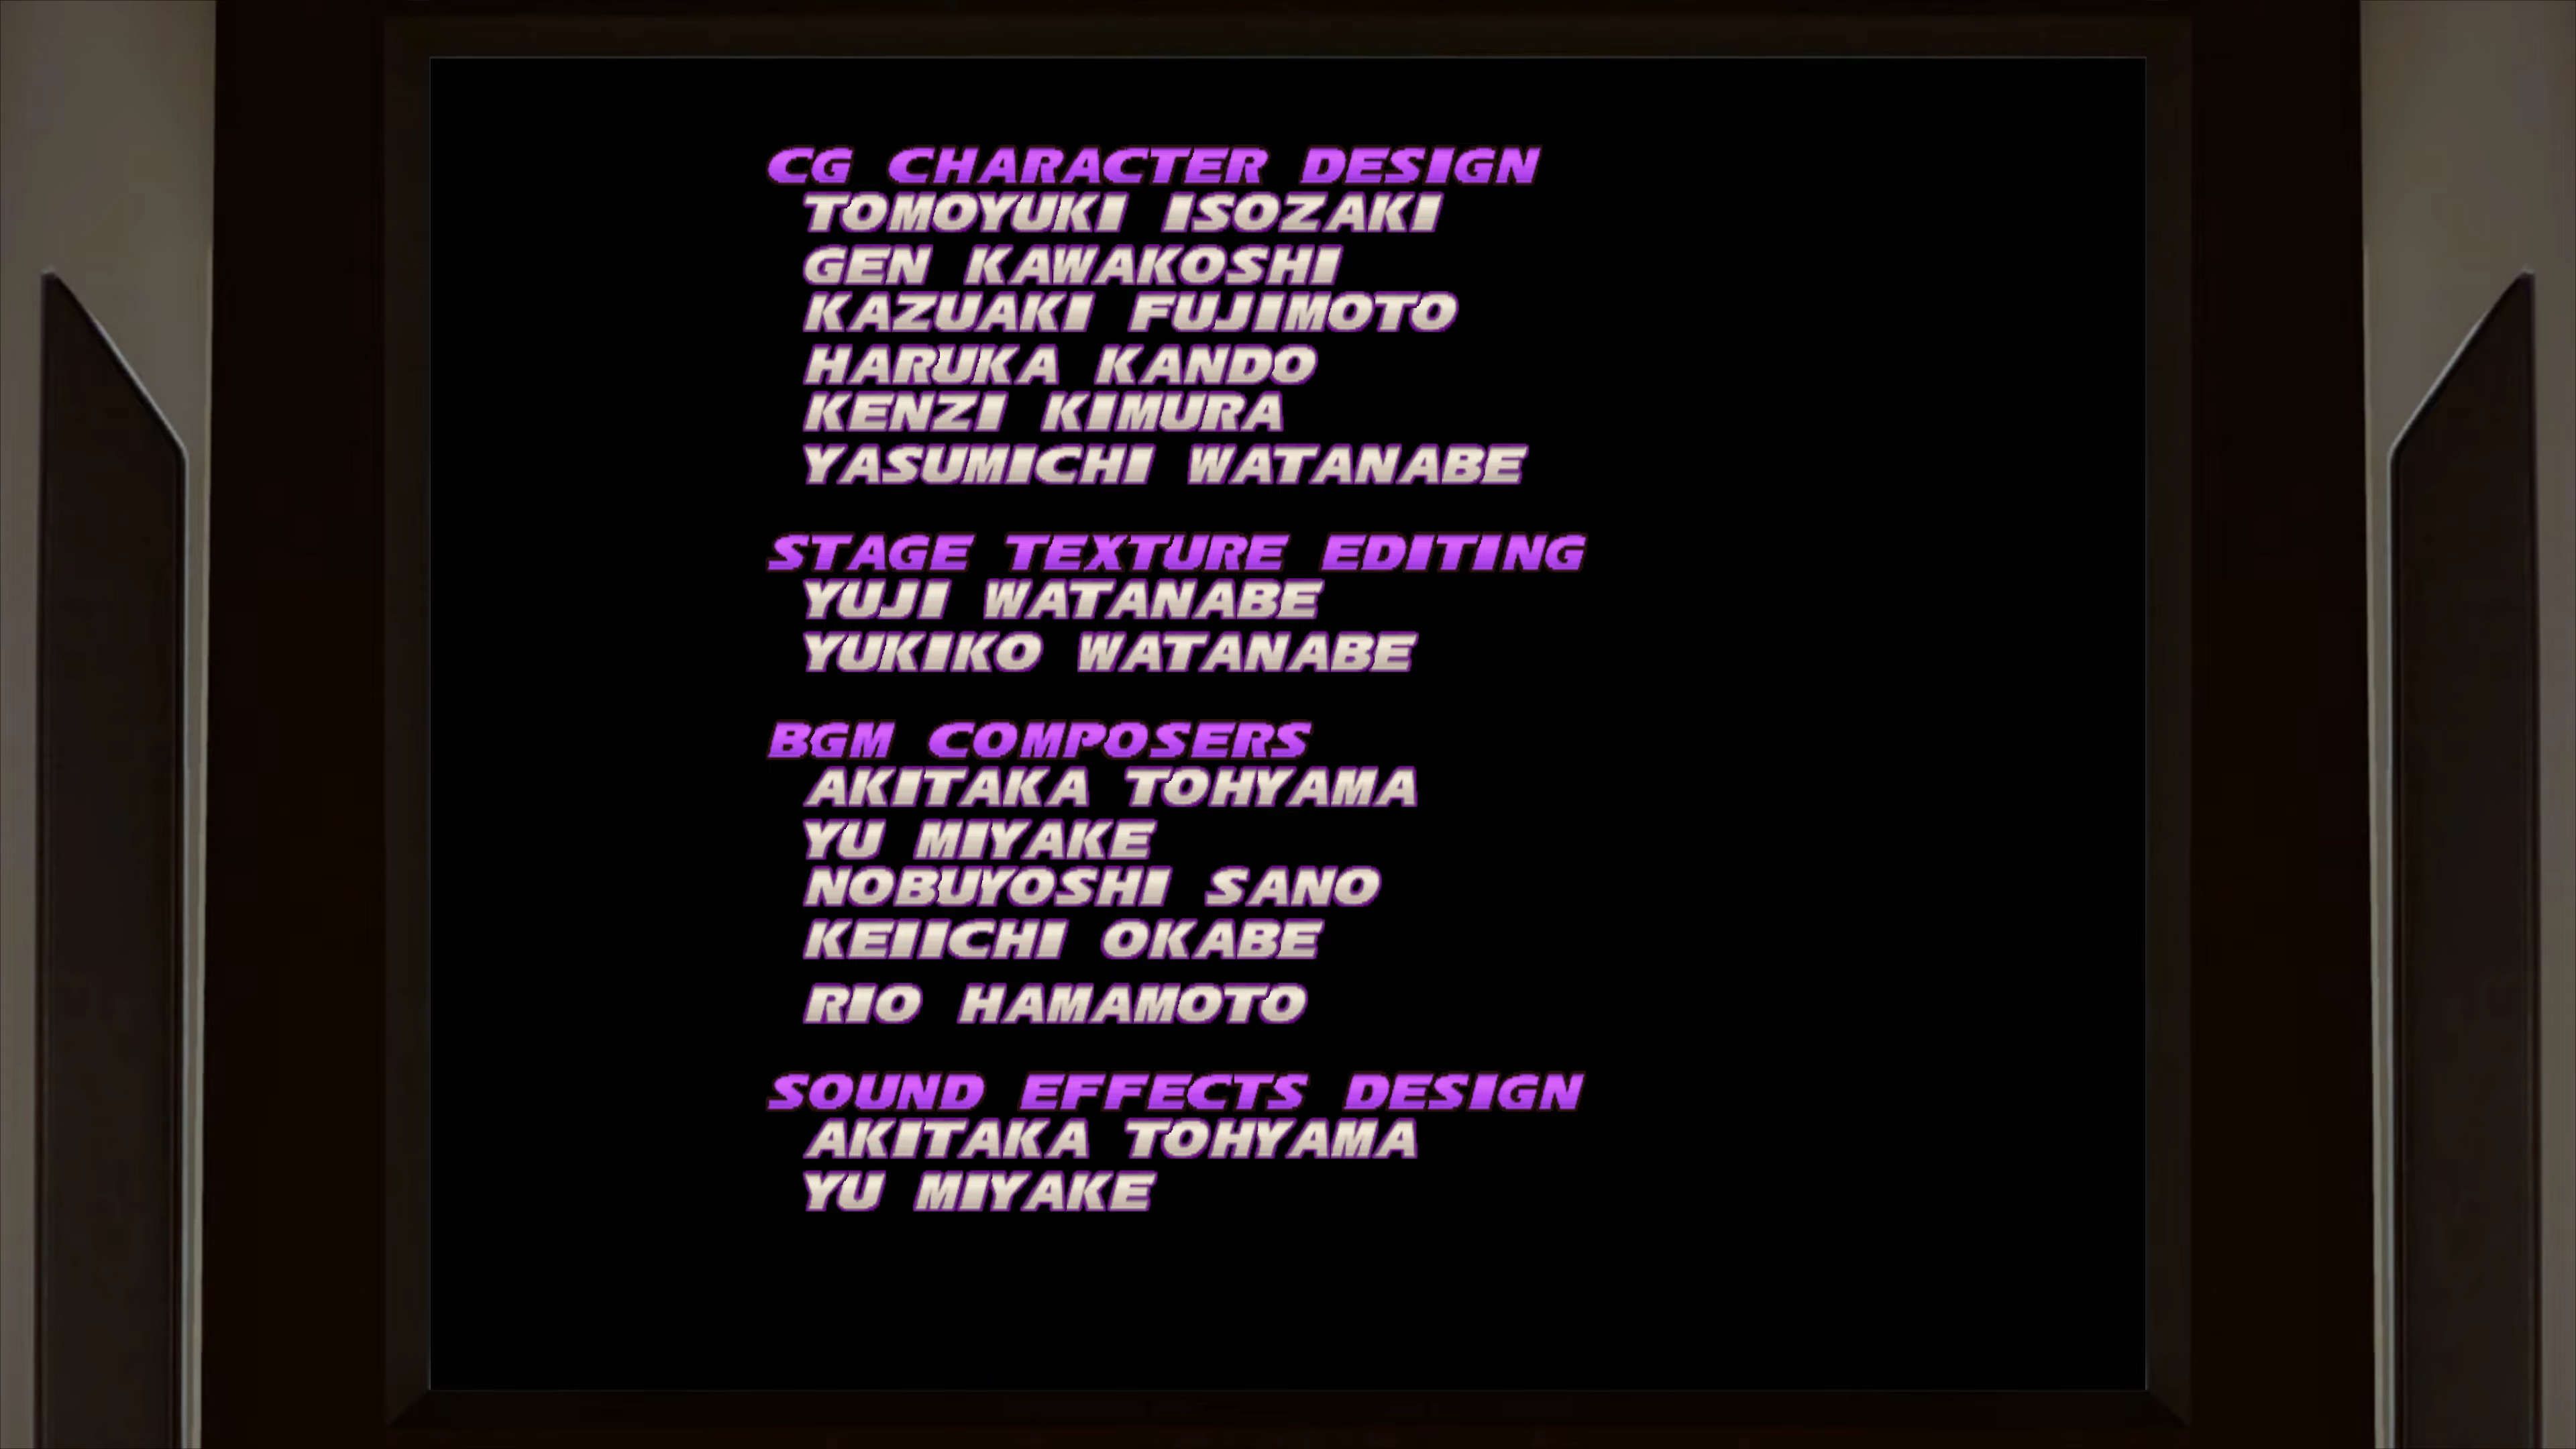 CG CHARACTER DESIGN
TOMOYUKI ISOZAKI
GEN KAWAKOSHI
KAZUAKI FUJIMOTO
HARUKA KANDO
KENZI KIMURA
YASUMICHI WATANABE
STAGE TEXTURE EDITING
YUJI WATANABE
YUKIKO WATANABE
BGM COMPOSERS
AKITAKA TOHYAMA
YU MIYAKE
NOBUYOSHI SANO
KEIICHI OKABE
RIO HAMAMOTO
SOUND EFFECTS DESIGN
AKITAKA TOHYAMA
YU MIYAKE